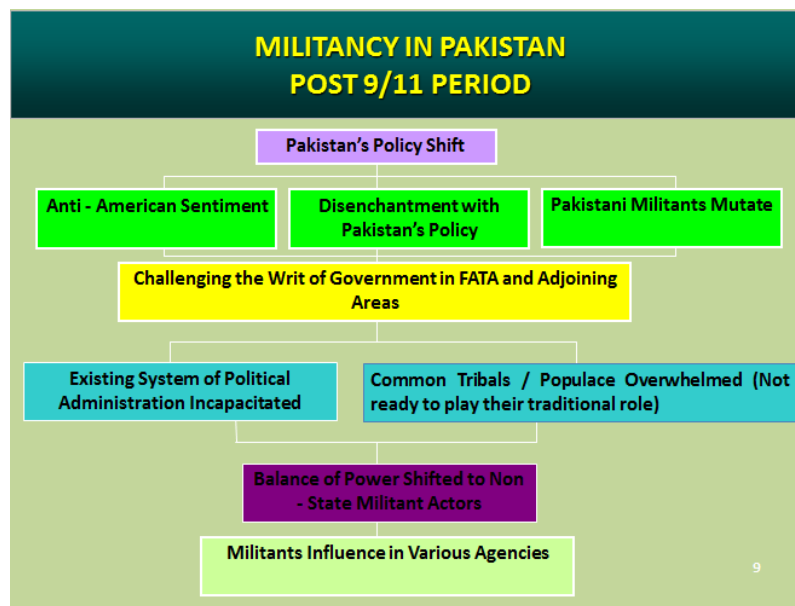 MILITANCY IN PAKISTAN
POST 9/11 PERIOD
Pakistan's Policy Shift
Anti - American Sentiment
Disenchantment with
Pakistan's Policy
Pakistani Militants Mutate
Challenging the Writ of Government in FATA and Adjoining
Areas
Existing System of Political
Administration Incapacitated
Common Tribals / Populace Overwhelmed (Not
ready to play their traditional role)
Balance of Power Shifted to Non
- State Militant Actors
Militants Influence in Various Agencies
9